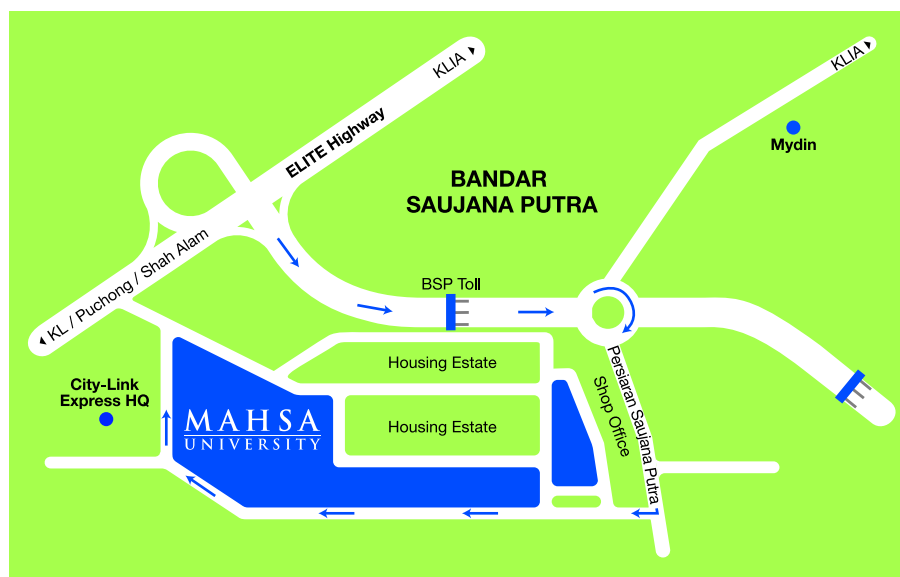 KLIA
KLIA
ELITE Highway
Mydin
BANDAR
SAUJANA PUTRA
KL / Puchong / Shah Alam
BSP Toll
Housing Estate
Persiaran Saujana Putra
Shop Office
City-Link
Express HQ
MAHSA
UNIVERSITY
Housing Estate